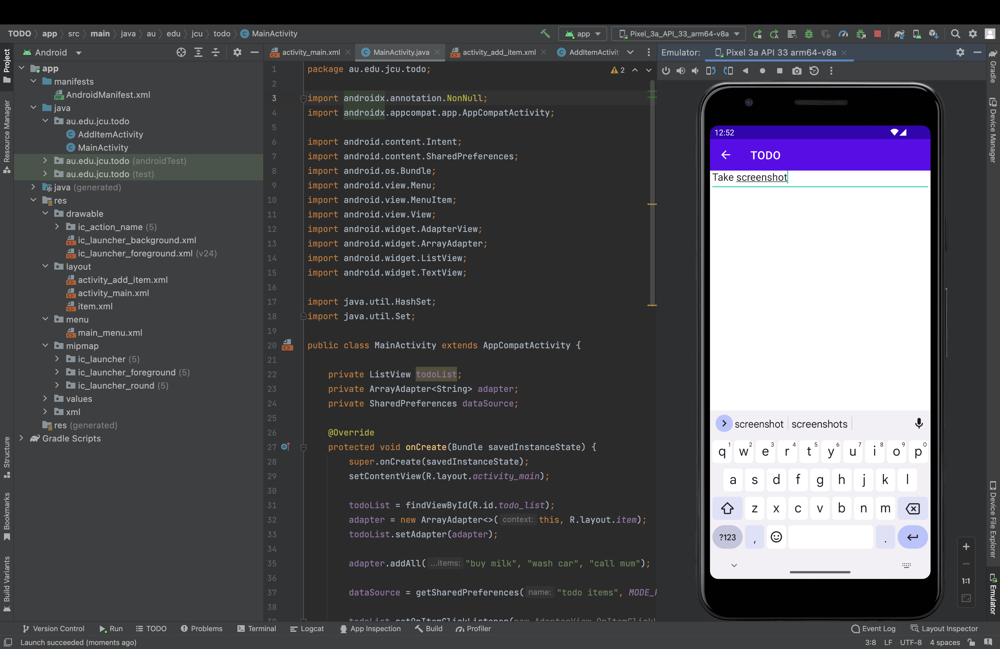 TODO app src main java au edu jcu todo MainActivity
app Pixel_3a_API_33_arm64-v8a
Project
Resource Manager
Structure
Bookmarks
Build Variants
Android
app
manifests
AndroidManifest.xml
java
au.edu.jcu.todo
AddItemActivity
MainActivity
au.edu.jcu.todo (androidTest)
au.edu.jcu.todo (test)
java (generated)
res
drawable
ic_action_name (5)
ic_launcher_background.xml
ic_launcher_foreground.xml (v24)
layout
activity_add_item.xml
activity_main.xml
item.xml
menu
main_menu.xml
mipmap
ic_launcher (5)
ic_launcher_foreground (5)
ic_launcher_round (5)
values
xml
res (generated)
Gradle Scripts
activity_main.xml MainActivity.java activity_add_item.xml
2
1 package au.edu.jcu.todo;
2
3 import androidx.annotation.NonNull;
4 import androidx.appcompat.app.AppCompatActivity;
5
6 import android.content.Intent;
7 import android.content.SharedPreferences;
8 import android.os.Bundle;
9 import android.view.Menu;
10 import android.view.MenuItem;
11 import android.view.View;
12 import android.widget.AdapterView;
13 import android.widget.ArrayAdapter;
14 import android.widget.ListView;
15 import android.widget.TextView;
16
17 import java.util.HashSet;
18 import java.util.Set;
19
20 public class MainActivity extends AppCompatActivity {
21
22 private ListView todoList;
23 private ArrayAdapter<String> adapter;
24 private SharedPreferences dataSource;
25
26 @Override
27 protected void onCreate(Bundle savedInstanceState) {
28 super.onCreate(savedInstanceState);
29 setContentView(R.layout.activity_main);
30
31 todoList = findViewById(R.id.todo_list);
32 adapter = new ArrayAdapter<>( context: this, R.layout.item);
33 todoList.setAdapter(adapter);
34
35 adapter.addAll( ...items: "buy milk", "wash car", "call mum");
36
37 dataSource = getSharedPreferences( name: "todo items",
38
Emulator: Pixel 3a API 33 arm64-v8a
12:52
TODO
Take screenshot
screenshot screenshots
q 1 w 2 e 3 r 4 t 5 y 6 u 7 i 8 o 9 p 0
a s d f g h j k l
z x c v b n m
?123 , .
1:1
Gradle
Device Manager
Device File Explorer
Emulator
Version Control Run TODO Problems Terminal Logcat App Inspection Build Profiler Event Log Layout Inspector
Launch succeeded (moments ago) 3:8 LF UTF-8 4 spaces